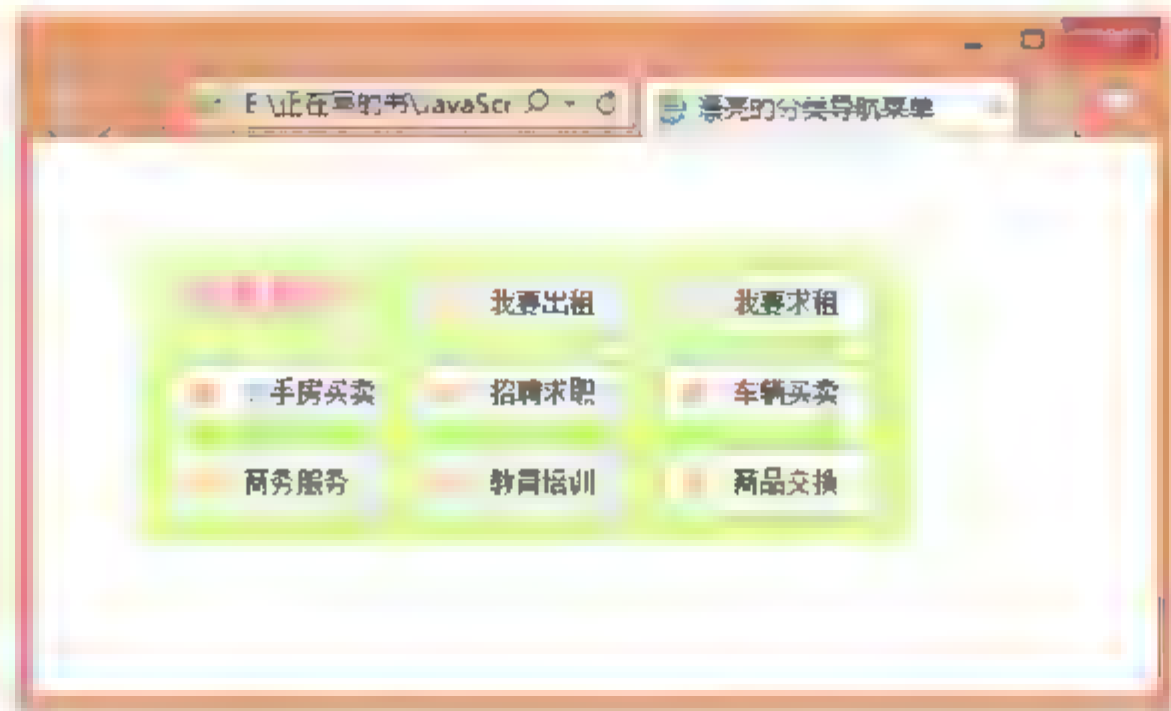 E:\正在写的书\JavaScr
漂亮的分类导航菜单
我要出租 我要求租
手房买卖 招聘求职 车辆买卖
商务服务 教育培训 商品交换